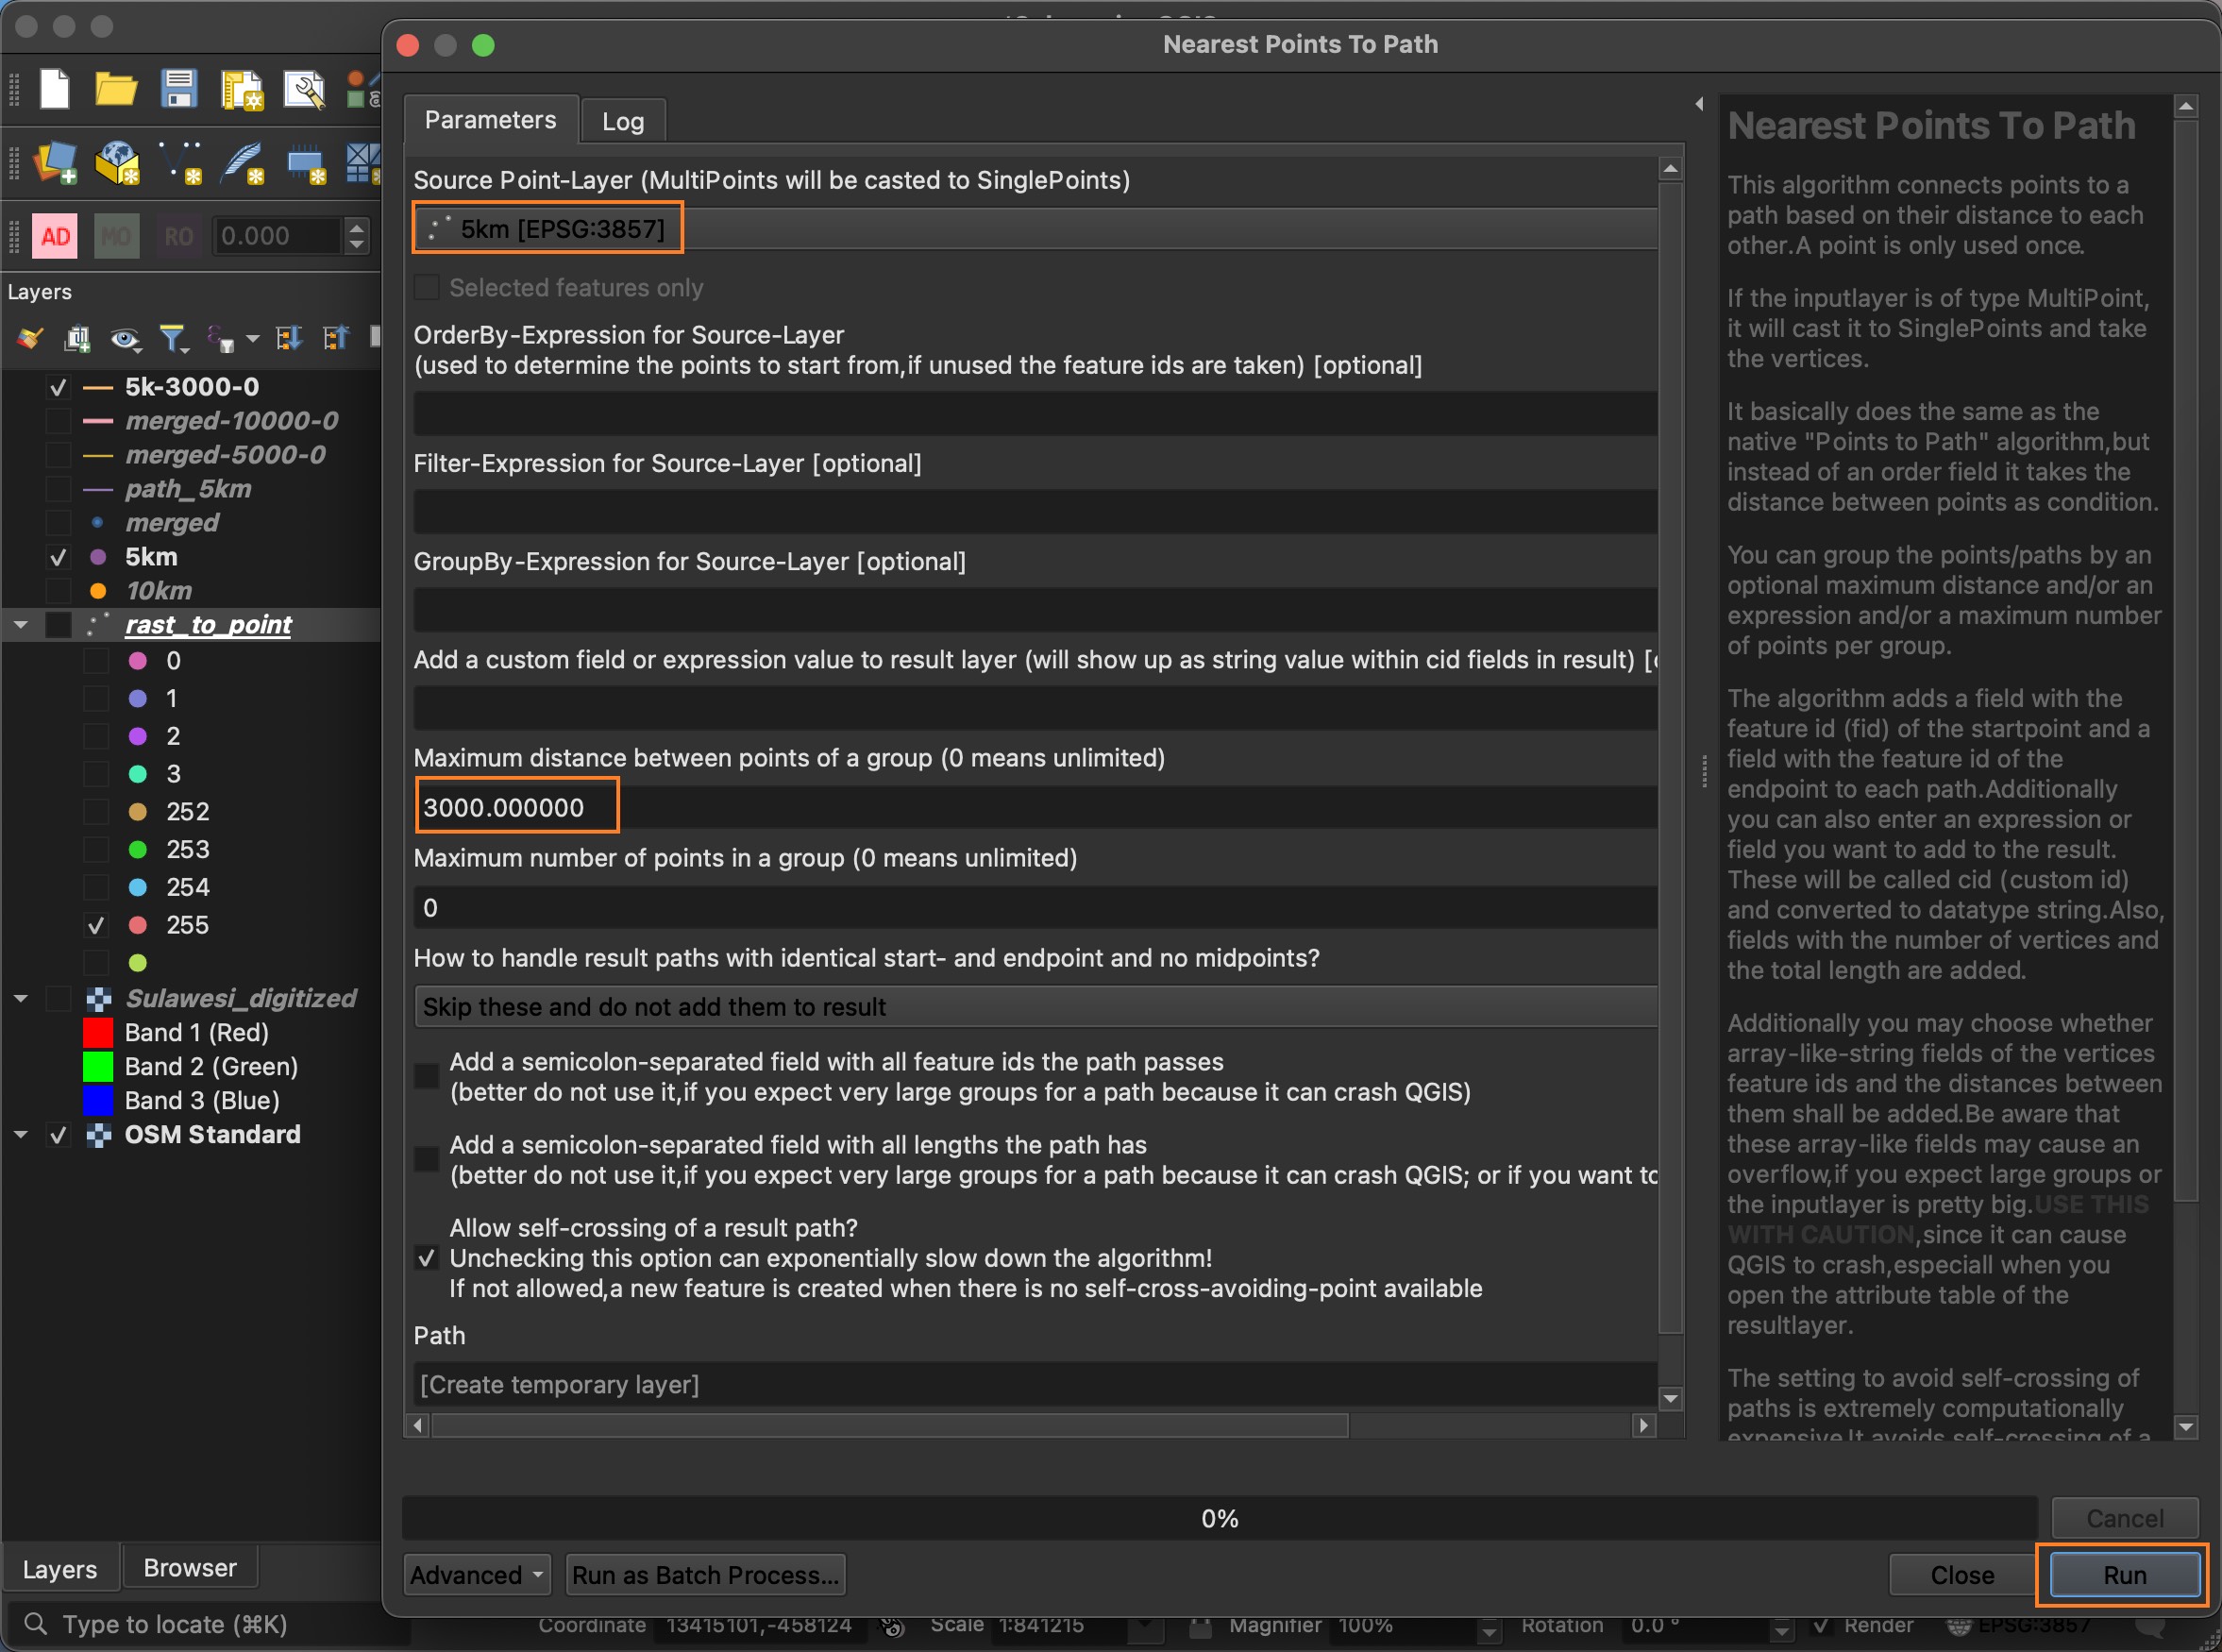 Nearest Points To Path
AD
MO
RO
0.000
Layers
5k-3000-0
merged-10000-0
merged-5000-0
path_5km
merged
5km
10km
rast_to_point
0
1
2
3
252
253
254
255
Sulawesi_digitized
Band 1 (Red)
Band 2 (Green)
Band 3 (Blue)
OSM Standard
Layers
Browser
Type to locate (⌘K)
Parameters
Log
Source Point-Layer (MultiPoints will be casted to SinglePoints)
5km [EPSG:3857]
Selected features only
OrderBy-Expression for Source-Layer
(used to determine the points to start from,if unused the feature ids are taken) [optional]
Filter-Expression for Source-Layer [optional]
GroupBy-Expression for Source-Layer [optional]
Add a custom field or expression value to result layer (will show up as string value within cid fields in result) [
Maximum distance between points of a group (0 means unlimited)
3000.000000
Maximum number of points in a group (0 means unlimited)
0
How to handle result paths with identical start- and endpoint and no midpoints?
Skip these and do not add them to result
Add a semicolon-separated field with all feature ids the path passes
(better do not use it,if you expect very large groups for a path because it can crash QGIS)
Add a semicolon-separated field with all lengths the path has
(better do not use it,if you expect very large groups for a path because it can crash QGIS; or if you want to
Allow self-crossing of a result path?
Unchecking this option can exponentially slow down the algorithm!
If not allowed,a new feature is created when there is no self-cross-avoiding-point available
Path
[Create temporary layer]
Nearest Points To Path
This algorithm connects points to a
path based on their distance to each
other.A point is only used once.
If the inputlayer is of type MultiPoint,
it will cast it to SinglePoints and take
the vertices.
It basically does the same as the
native "Points to Path" algorithm,but
instead of an order field it takes the
distance between points as condition.
You can group the points/paths by an
optional maximum distance and/or an
expression and/or a maximum number
of points per group.
The algorithm adds a field with the
feature id (fid) of the startpoint and a
field with the feature id of the
endpoint to each path.Additionally
you can also enter an expression or
field you want to add to the result.
These will be called cid (custom id)
and converted to datatype string.Also,
fields with the number of vertices and
the total length are added.
Additionally you may choose whether
array-like-string fields of the vertices
feature ids and the distances between
them shall be added.Be aware that
these array-like fields may cause an
overflow,if you expect large groups or
the inputlayer is pretty big.USE THIS
WITH CAUTION,since it can cause
QGIS to crash,especiall when you
open the attribute table of the
resultlayer.
The setting to avoid self-crossing of
paths is extremely computationally
expensive.It avoids self-crossing of a
0%
Cancel
Advanced
Run as Batch Process...
Close
Run
Coordinate 13415101,-458124 Scale 1:841215 Magnifier 100% Rotation 0.0 ° Render EPSG:3857